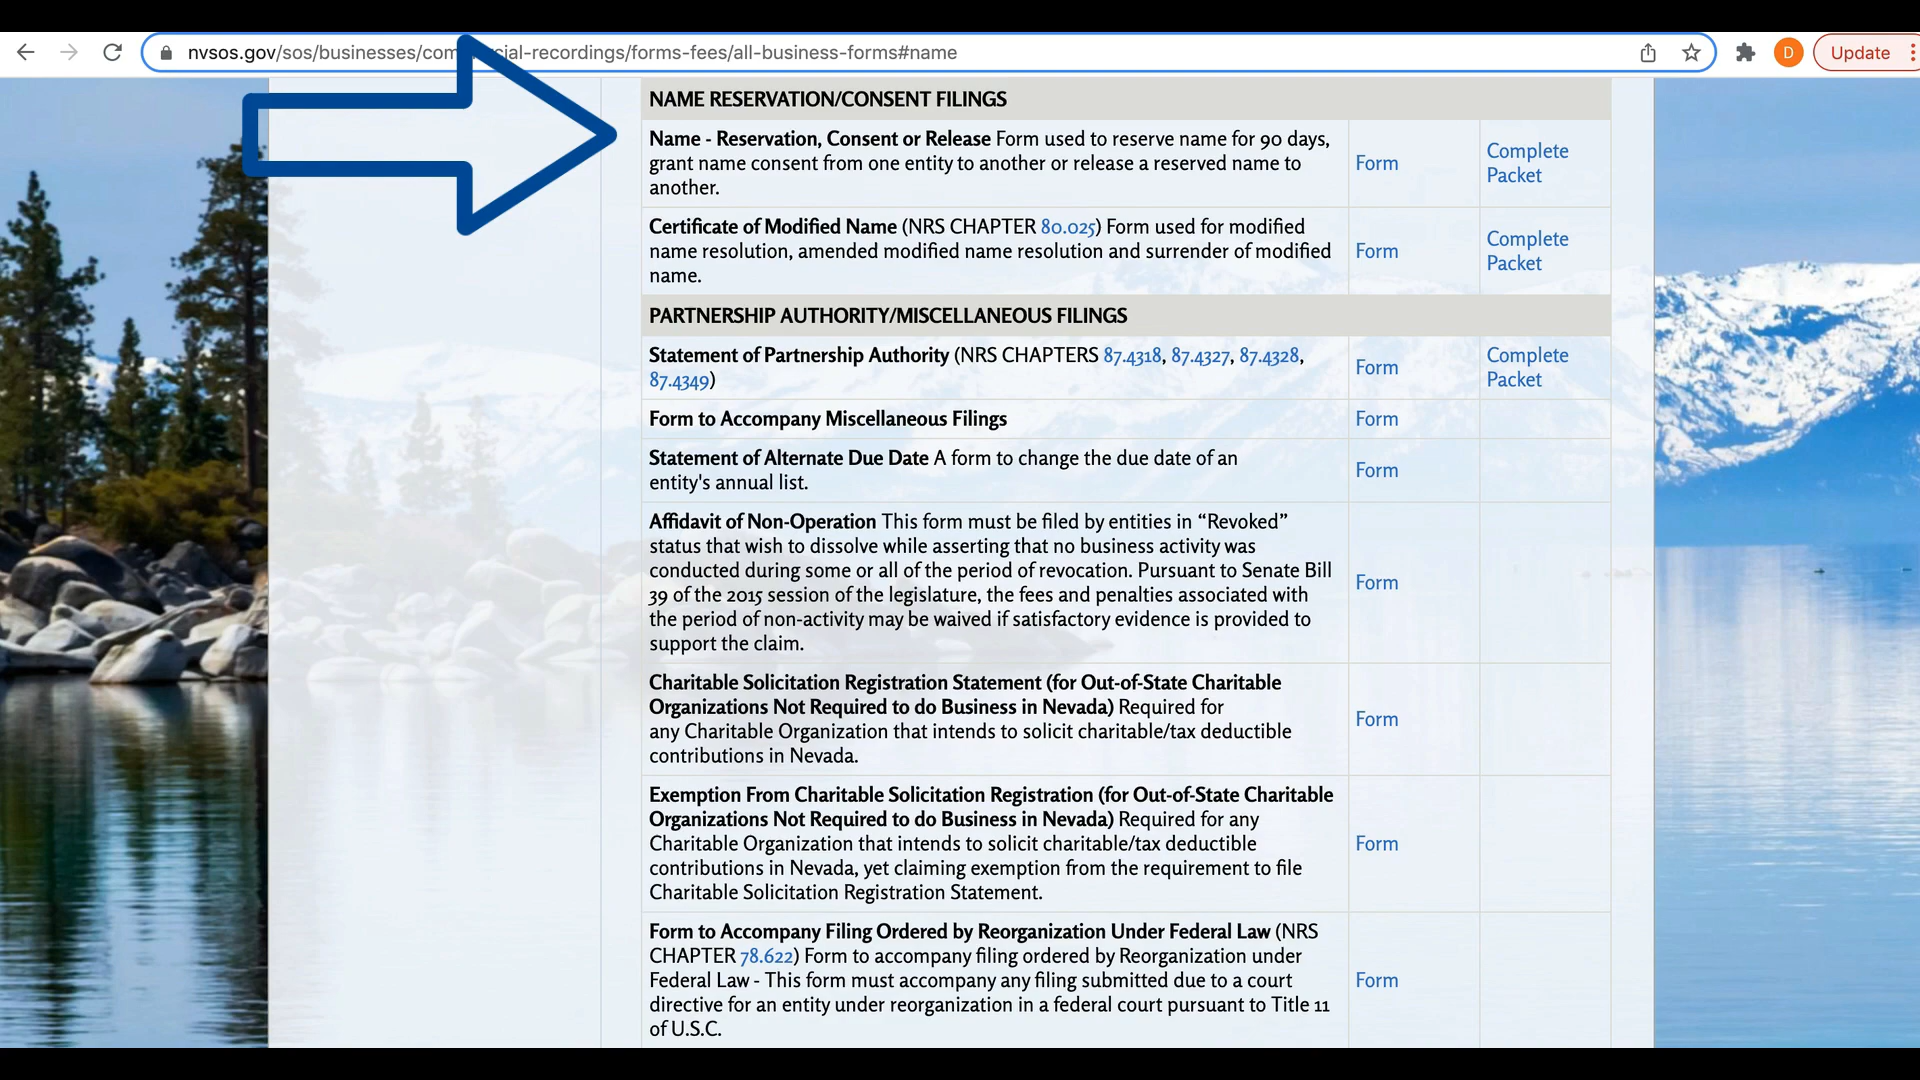 nvsos.gov/sos/businesses/com cial-recordings/forms-fees/all-business-forms#name
D
Update
NAME RESERVATION/CONSENT FILINGS
Name - Reservation, Consent or Release Form used to reserve name for 90 days,
grant name consent from one entity to another or release a reserved name to
another.
Form
Complete
Packet
Certificate of Modified Name (NRS CHAPTER 80.025) Form used for modified
name resolution, amended modified name resolution and surrender of modified
name.
Form
Complete
Packet
PARTNERSHIP AUTHORITY/MISCELLANEOUS FILINGS
Statement of Partnership Authority (NRS CHAPTERS 87.4318, 87.4327, 87.4328,
87.4349)
Form
Complete
Packet
Form to Accompany Miscellaneous Filings
Form
Statement of Alternate Due Date A form to change the due date of an
entity's annual list.
Form
Affidavit of Non-Operation This form must be filed by entities in “Revoked”
status that wish to dissolve while asserting that no business activity was
conducted during some or all of the period of revocation. Pursuant to Senate Bill
39 of the 2015 session of the legislature, the fees and penalties associated with
the period of non-activity may be waived if satisfactory evidence is provided to
support the claim.
Form
Charitable Solicitation Registration Statement (for Out-of-State Charitable
Organizations Not Required to do Business in Nevada) Required for
any Charitable Organization that intends to solicit charitable/tax deductible
contributions in Nevada.
Form
Exemption From Charitable Solicitation Registration (for Out-of-State Charitable
Organizations Not Required to do Business in Nevada) Required for any
Charitable Organization that intends to solicit charitable/tax deductible
contributions in Nevada, yet claiming exemption from the requirement to file
Charitable Solicitation Registration Statement.
Form
Form to Accompany Filing Ordered by Reorganization Under Federal Law (NRS
CHAPTER 78.622) Form to accompany filing ordered by Reorganization under
Federal Law - This form must accompany any filing submitted due to a court
directive for an entity under reorganization in a federal court pursuant to Title 11
of U.S.C.
Form